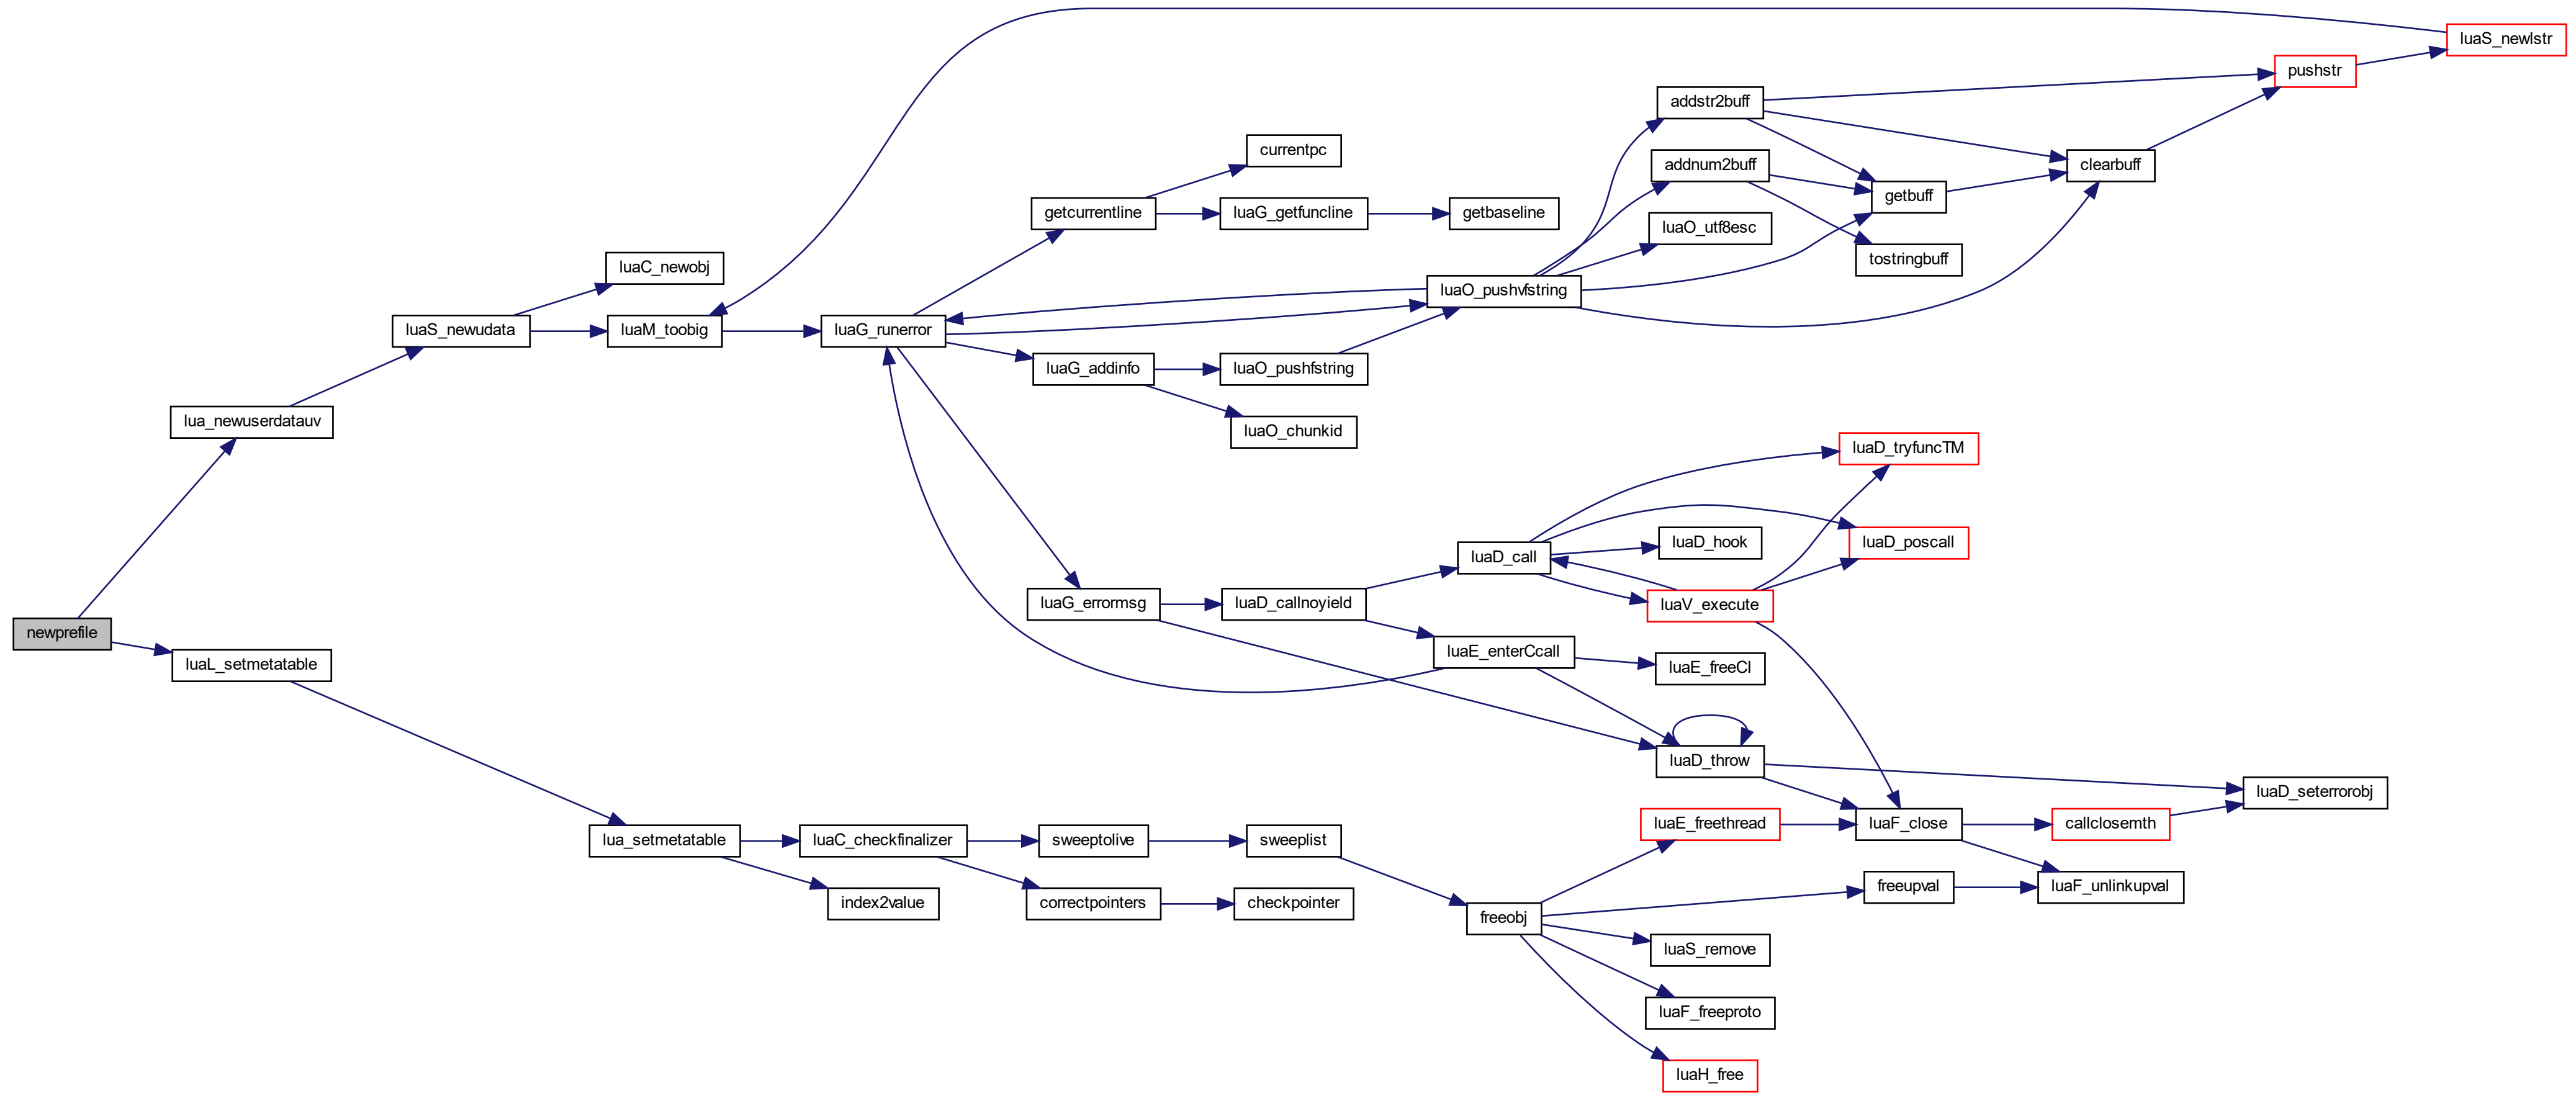 luaS_newlstr
pushstr
addstr2buff
currentpc
addnum2buff
clearbuff
getbuff
getcurrentline
luaG_getfuncline
getbaseline
luaO_utf8esc
tostringbuff
luaC_newobj
luaO_pushvfstring
luaS_newudata
luaM_toobig
luaG_runerror
luaG_addinfo
luaO_pushfstring
lua_newuserdatauv
luaO_chunkid
luaD_tryfuncTM
luaD_hook
luaD_poscall
luaD_call
luaG_errormsg
luaD_callnoyield
luaV_execute
newprefile
luaE_enterCcall
luaL_setmetatable
luaE_freeCI
luaD_throw
luaD_seterrorobj
luaE_freethread
luaF_close
callclosemth
lua_setmetatable
luaC_checkfinalizer
sweeptolive
sweeplist
freeupval
luaF_unlinkupval
index2value
correctpointers
checkpointer
freeobj
luaS_remove
luaF_freeproto
luaH_free